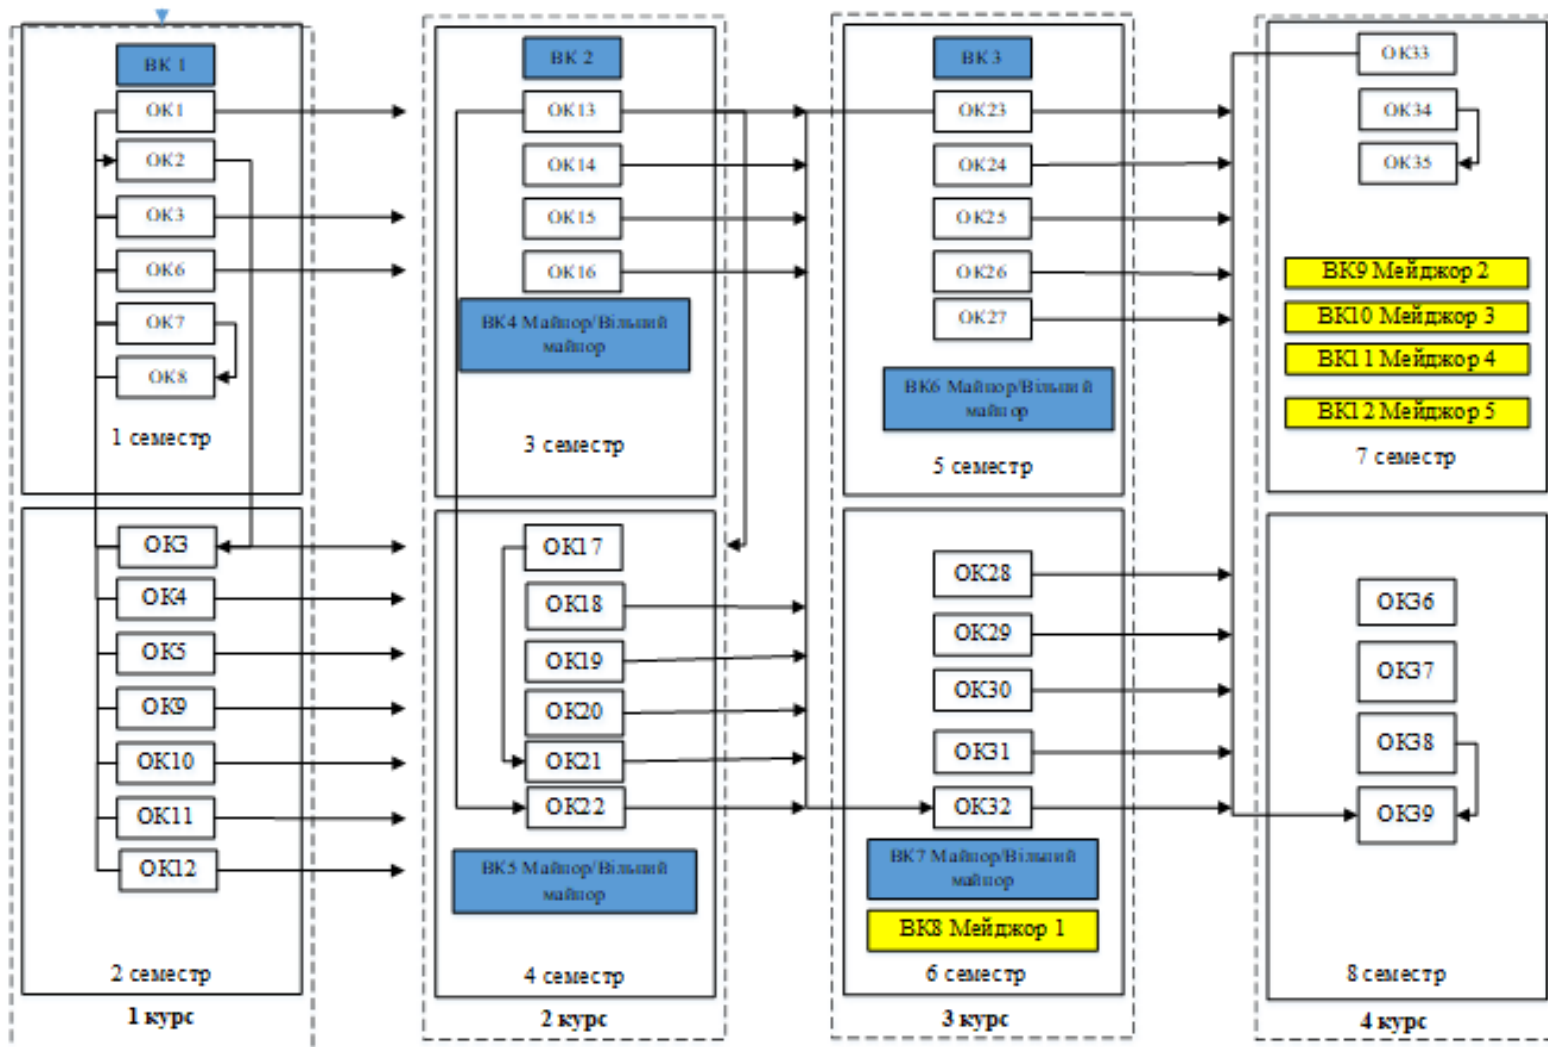 ВК 1
ОК1
ОК2
ОК3
ОК6
ОК7
ОК8
1 семестр
ОК3
ОК4
ОК5
ОК9
ОК10
ОК11
ОК12
2 семестр
1 курс
ВК 2
ОК13
ОК14
ОК15
ОК16
ВК4 Майнор/Вільний
майнор
3 семестр
ОК17
ОК18
ОК19
ОК20
ОК21
ОК22
ВК5 Майнор/Вільний
майнор
4 семестр
2 курс
ВК 3
ОК23
ОК24
ОК25
ОК26
ОК27
ВК6 Майнор/Вільний
майнор
5 семестр
ОК28
ОК29
ОК30
ОК31
ОК32
ВК7 Майнор/Вільний
майнор
ВК8 Мейджор 1
6 семестр
3 курс
ОК33
ОК34
ОК35
ВК9 Мейджор 2
ВК10 Мейджор 3
ВК11 Мейджор 4
ВК12 Мейджор 5
7 семестр
ОК36
ОК37
ОК38
ОК39
8 семестр
4 курс